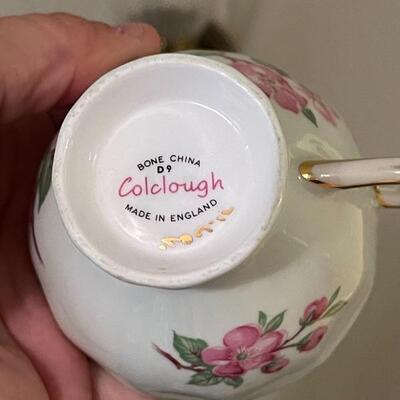 BONE CHINA
D9
Colclough
MADE IN ENGLAND